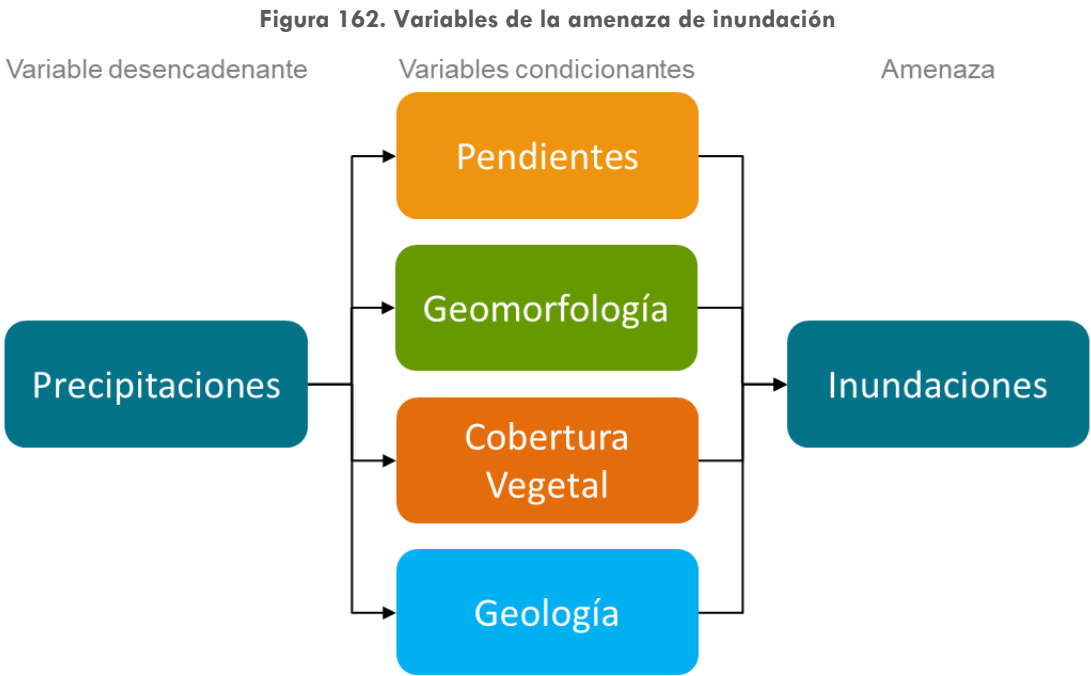 Figura 162. Variables de la amenaza de inundación
Variable desencadenante
Variables condicionantes
Amenaza
Pendientes
Geomorfología
Precipitaciones
Inundaciones
Cobertura
Vegetal
Geología